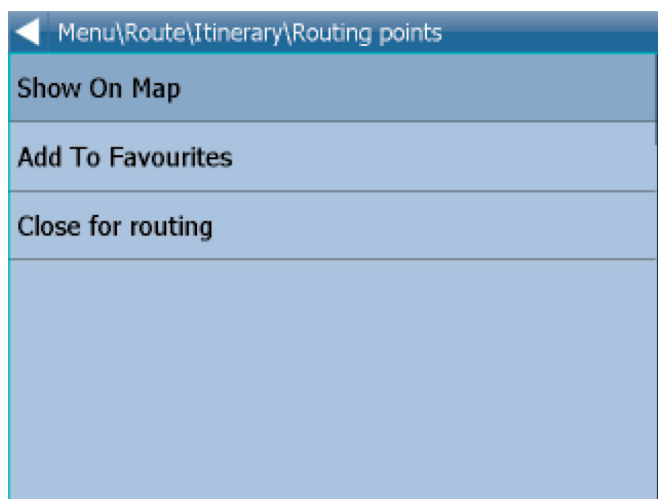 Menu\Route\Itinerary\Routing points
Show On Map
Add To Favourites
Close for routing